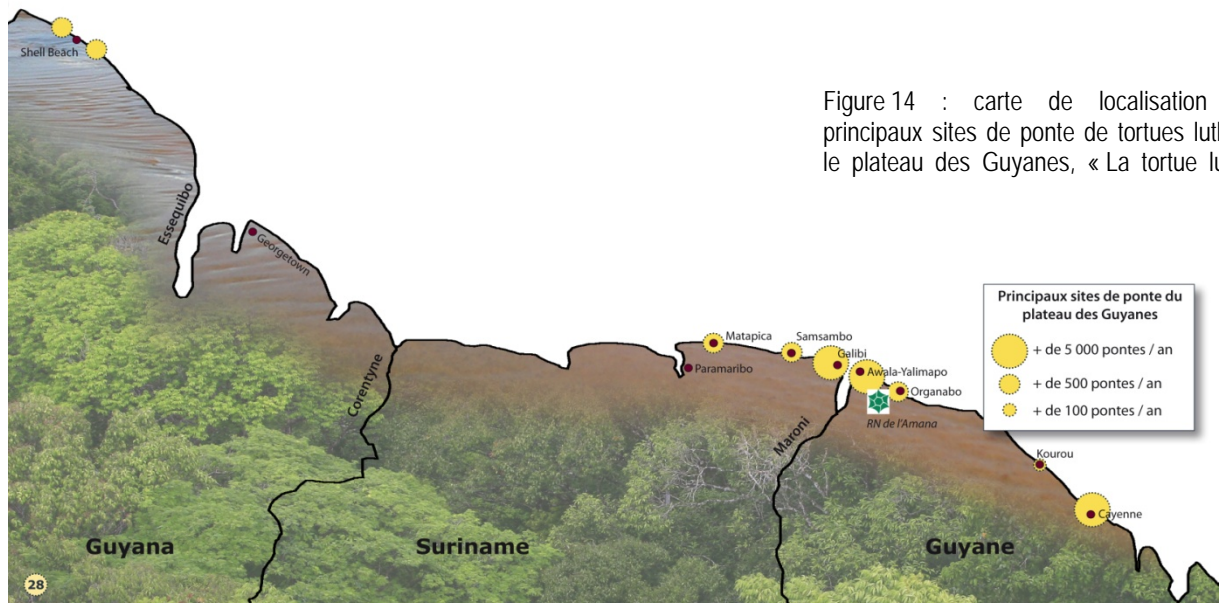 Shell Beach
Figure 14 : carte de localisation
principaux sites de ponte de tortues lut
le plateau des Guyanes, « La tortue lu
Essequibo
Georgetown
Principaux sites de ponte du
plateau des Guyanes
+ de 5 000 pontes / an
+ de 500 pontes / an
+ de 100 pontes / an
Matapica
Samsambo
Galibi
Paramaribo
Awala-Yalimapo
Organabo
RN de l'Amana
Corentyne
Maroni
Kourou
Cayenne
Guyana
Suriname
Guyane
28